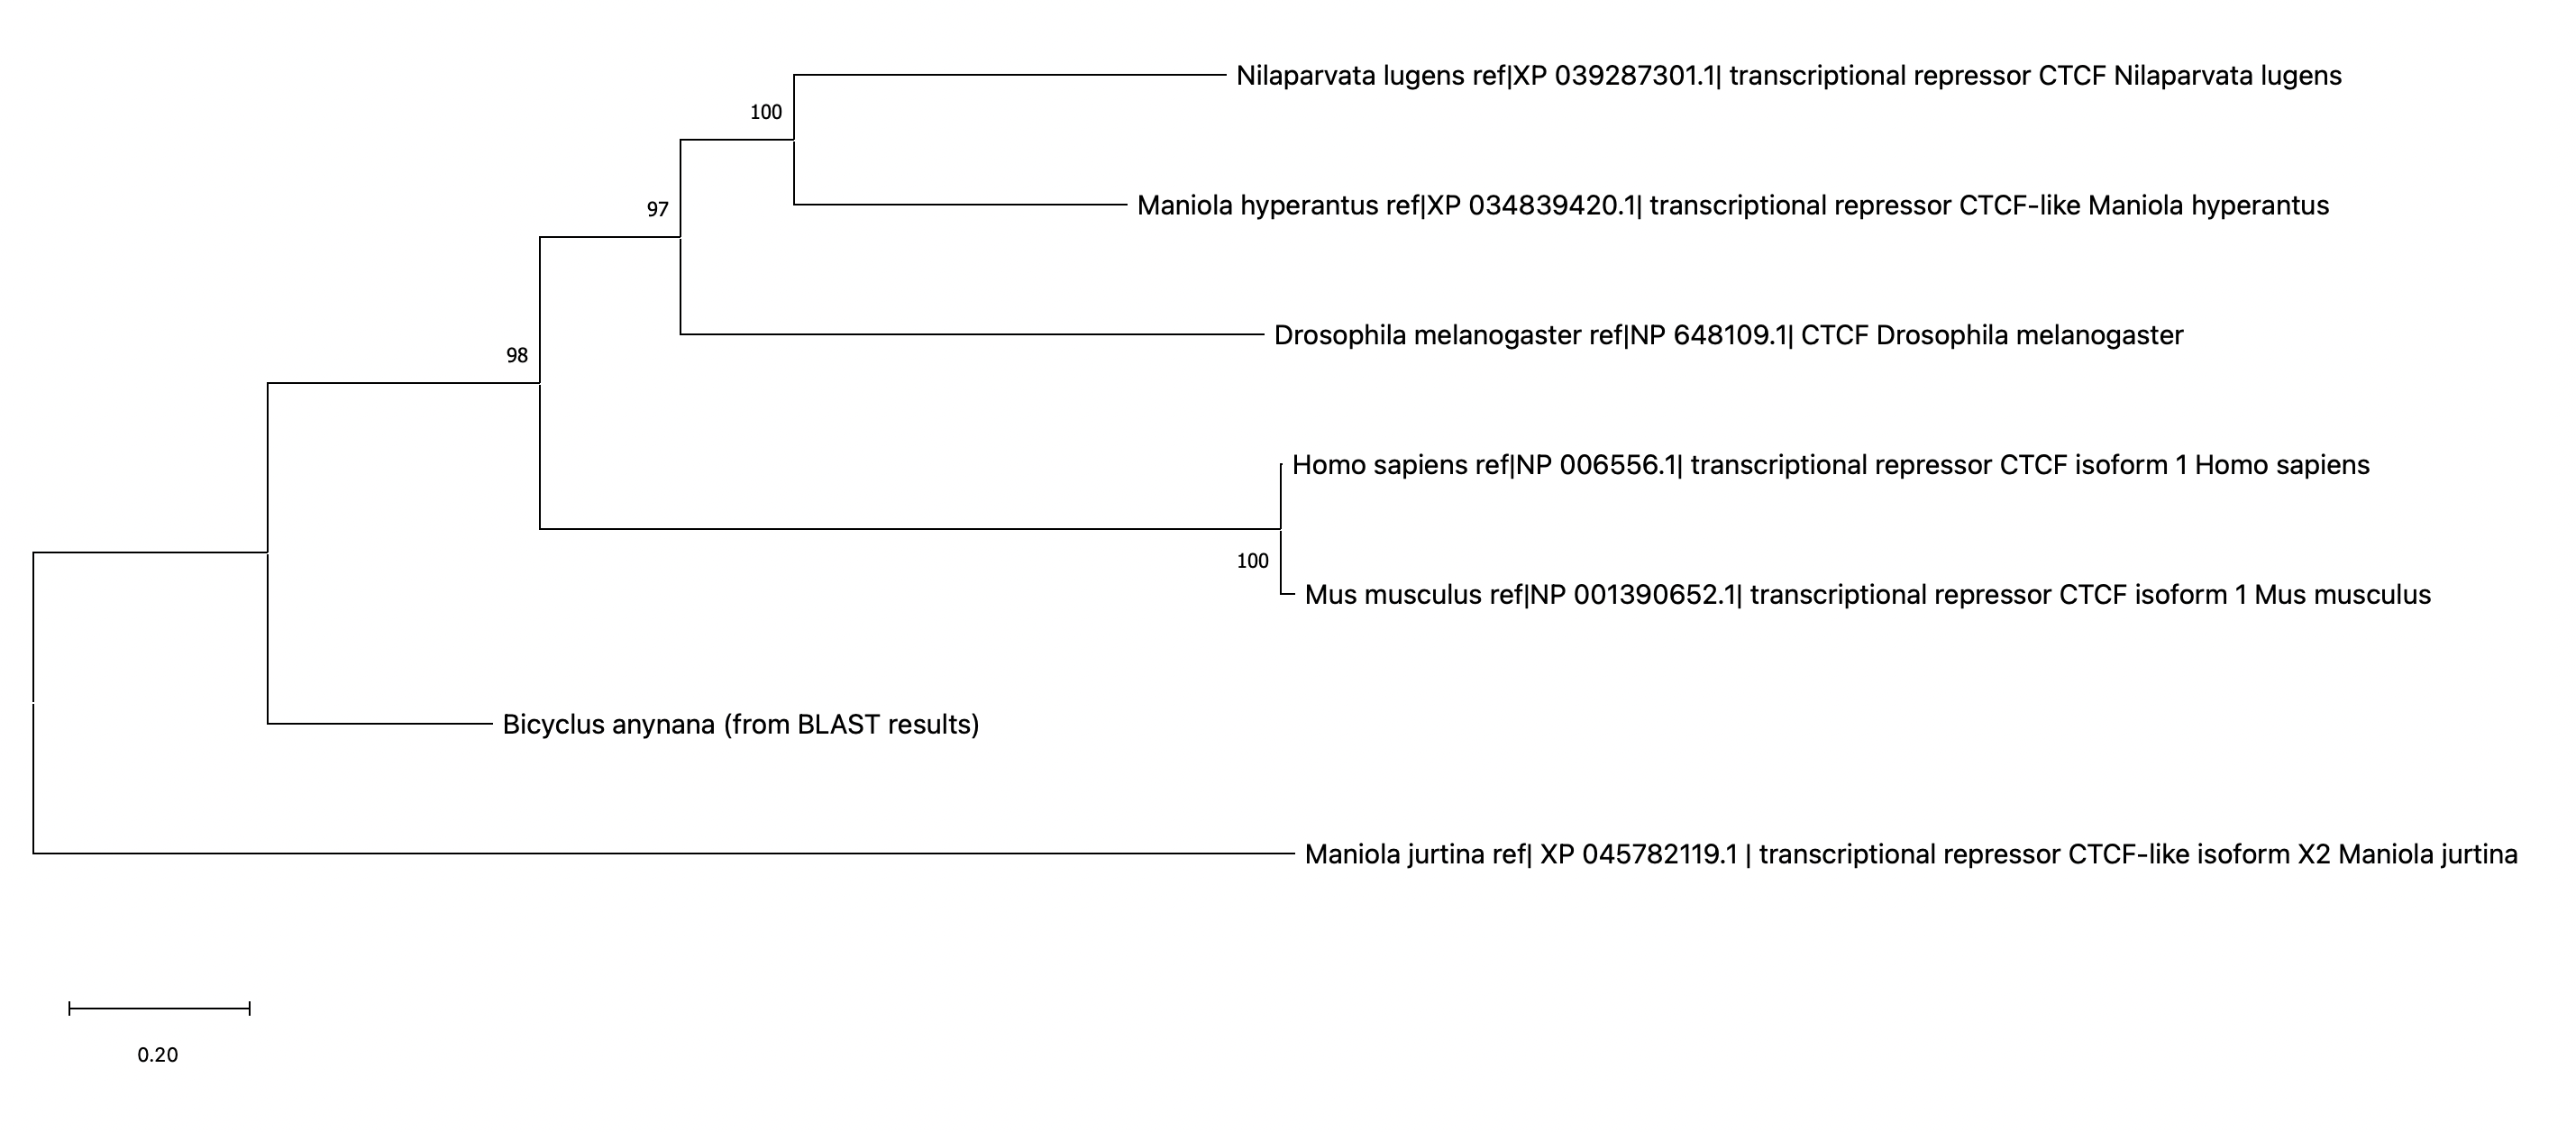 Nilaparvata lugens ref|XP 039287301.1| transcriptional repressor CTCF Nilaparvata lugens
100
Maniola hyperantus ref|XP 034839420.1| transcriptional repressor CTCF-like Maniola hyperantus
97
Drosophila melanogaster ref|NP 648109.1| CTCF Drosophila melanogaster
98
Homo sapiens ref|NP 006556.1| transcriptional repressor CTCF isoform 1 Homo sapiens
100
Mus musculus ref|NP 001390652.1| transcriptional repressor CTCF isoform 1 Mus musculus
Bicyclus anynana (from BLAST results)
Maniola jurtina ref| XP 045782119.1 | transcriptional repressor CTCF-like isoform X2 Maniola jurtina
0.20